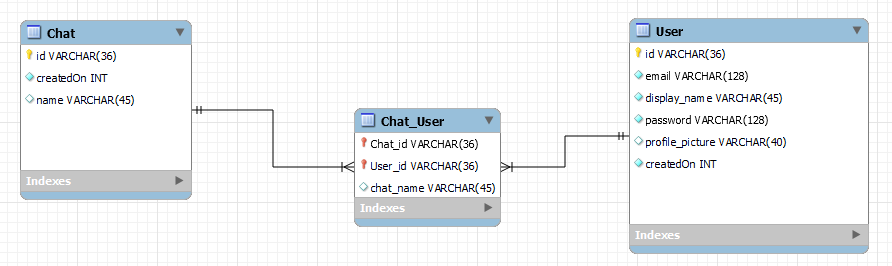 Chat
id VARCHAR(36)
createdOn INT
name VARCHAR(45)
Indexes
Chat_User
Chat_id VARCHAR(36)
User_id VARCHAR(36)
chat_name VARCHAR(45)
Indexes
User
id VARCHAR(36)
email VARCHAR(128)
display_name VARCHAR(45)
password VARCHAR(128)
profile_picture VARCHAR(40)
createdOn INT
Indexes